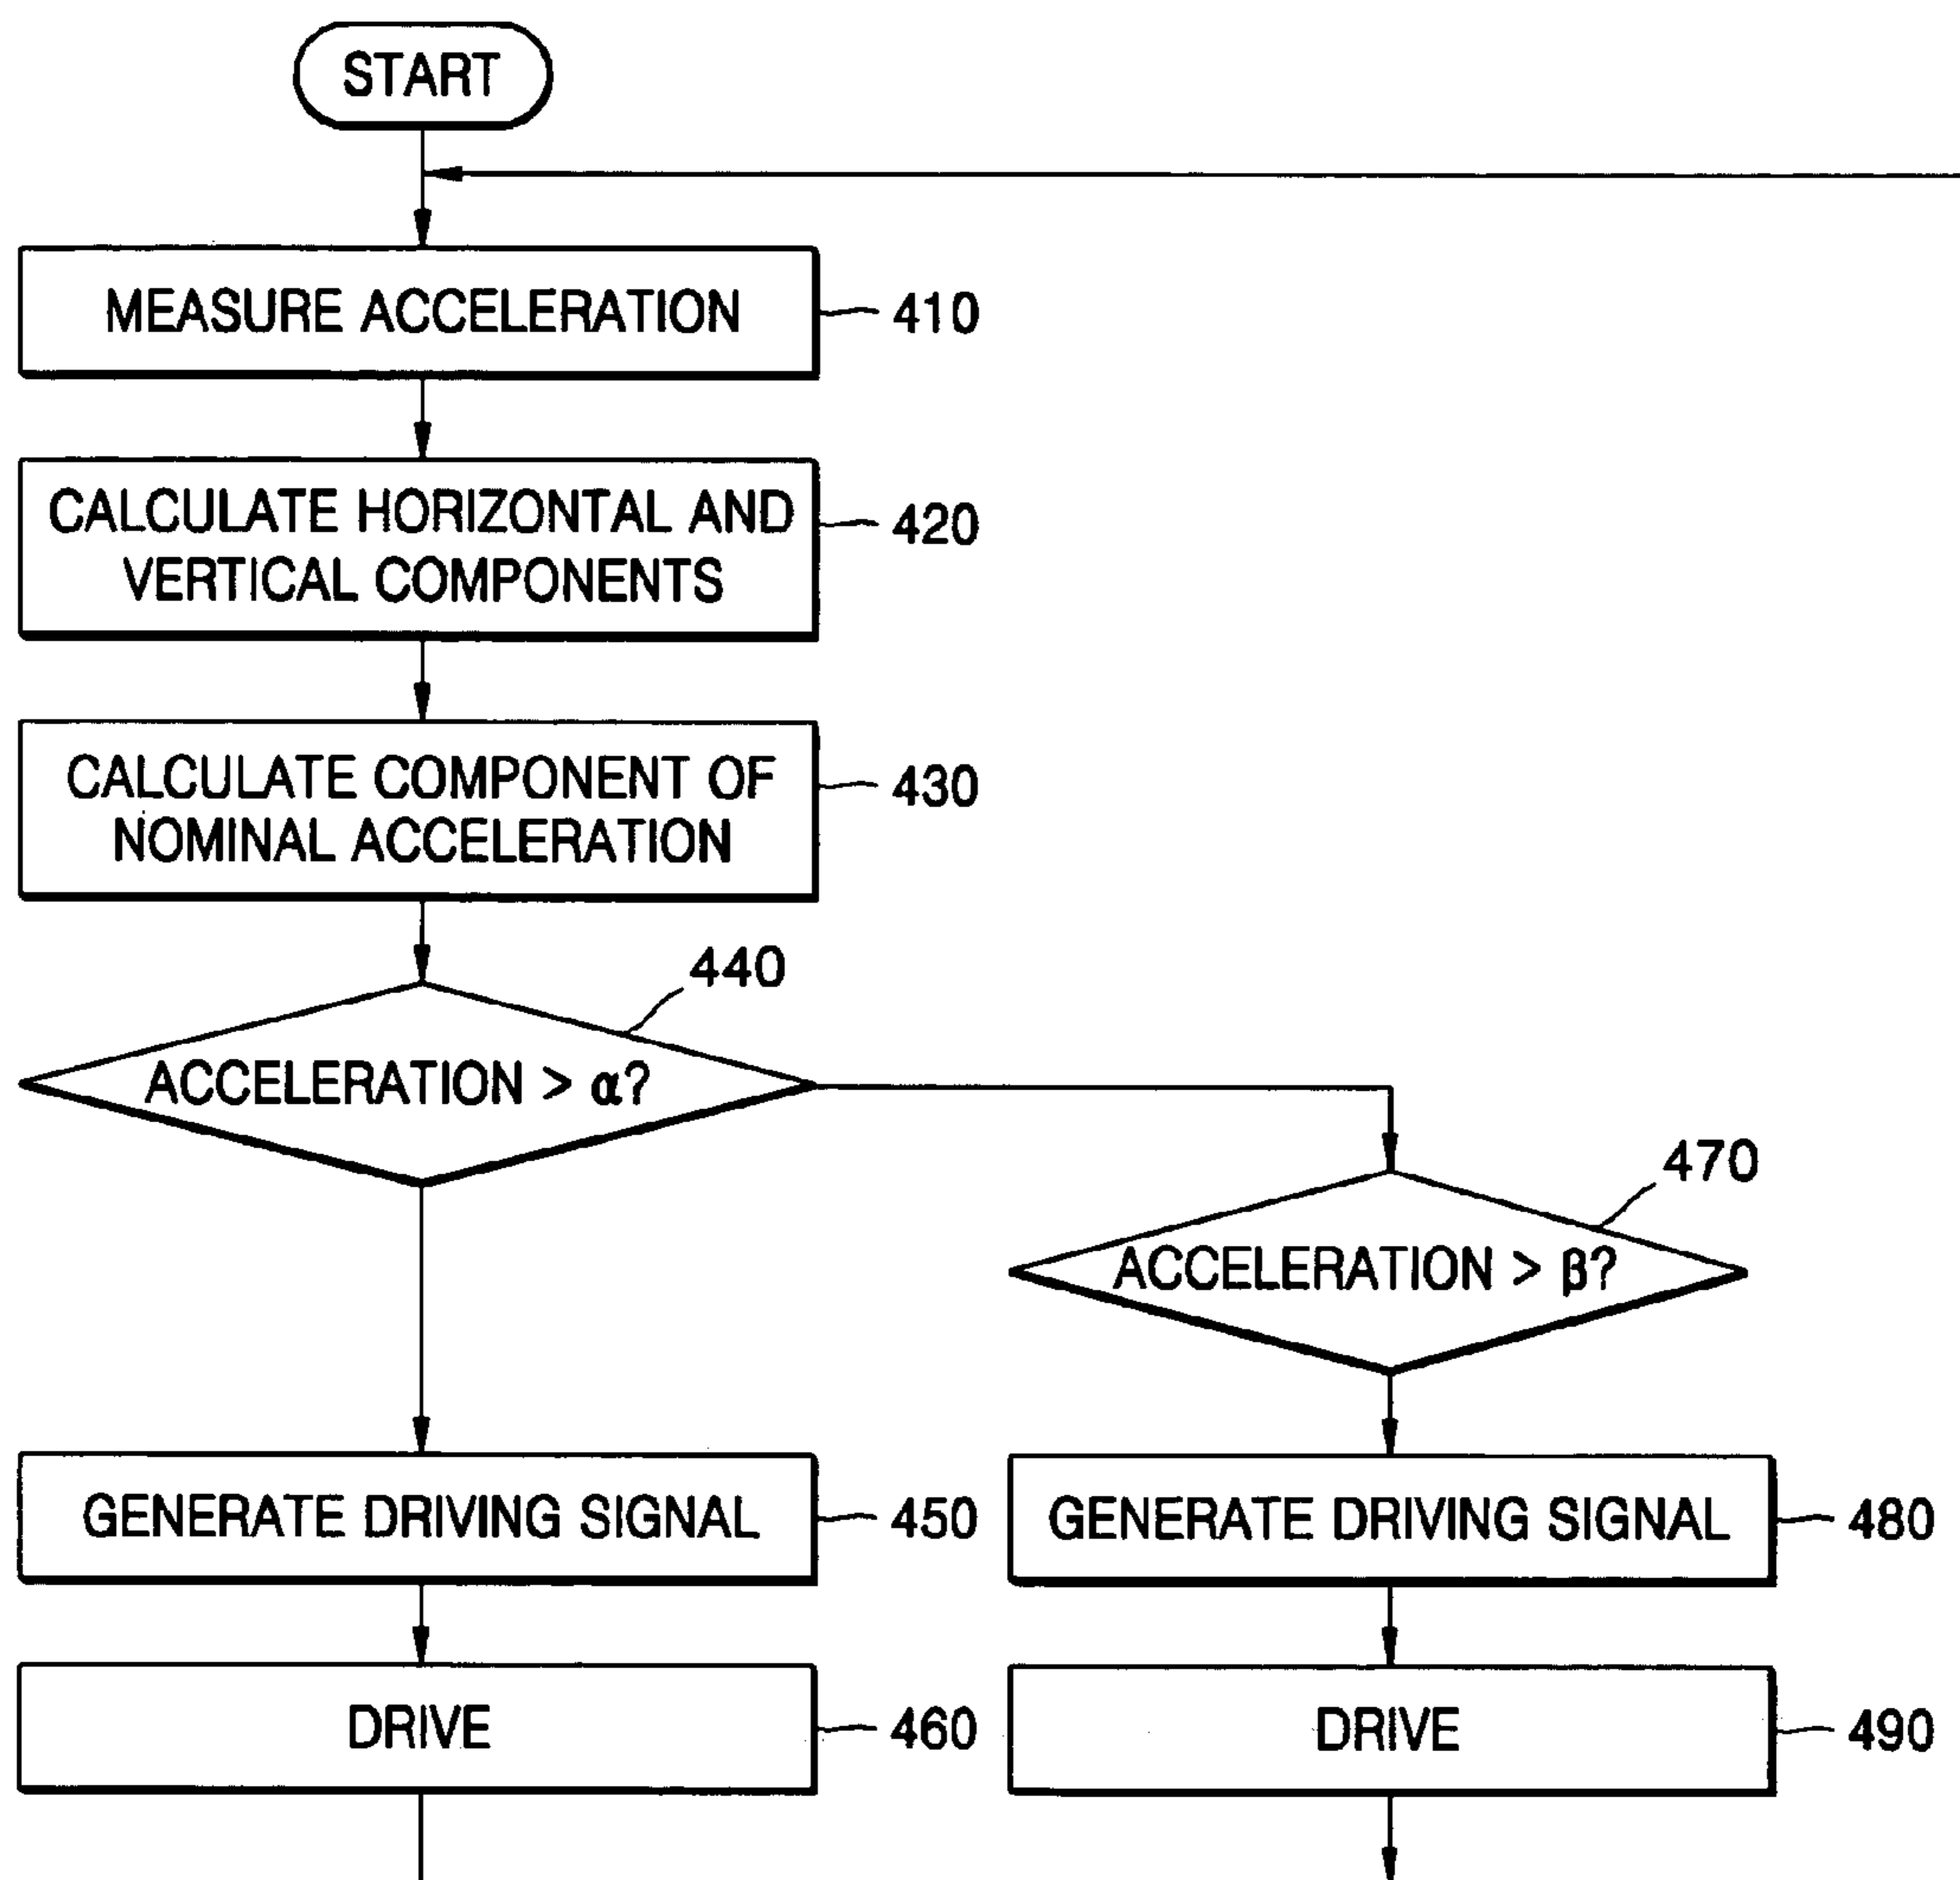 START
MEASURE ACCELERATION
410
CALCULATE HORIZONTAL AND
VERTICAL COMPONENTS
420
CALCULATE COMPONENT OF
NOMINAL ACCELERATION
430
440
ACCELERATION > α?
470
ACCELERATION > β?
GENERATE DRIVING SIGNAL
450
GENERATE DRIVING SIGNAL
480
DRIVE
460
DRIVE
490